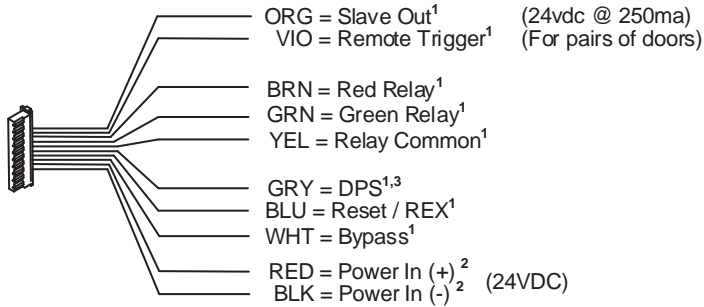 ORG = Slave Out¹ (24vdc @ 250ma)
VIO = Remote Trigger¹ (For pairs of doors)
BRN = Red Relay¹
GRN = Green Relay¹
YEL = Relay Common¹
GRY = DPS¹,³
BLU = Reset / REX¹
WHT = Bypass¹
RED = Power In (+)² (24VDC)
BLK = Power In (-)²